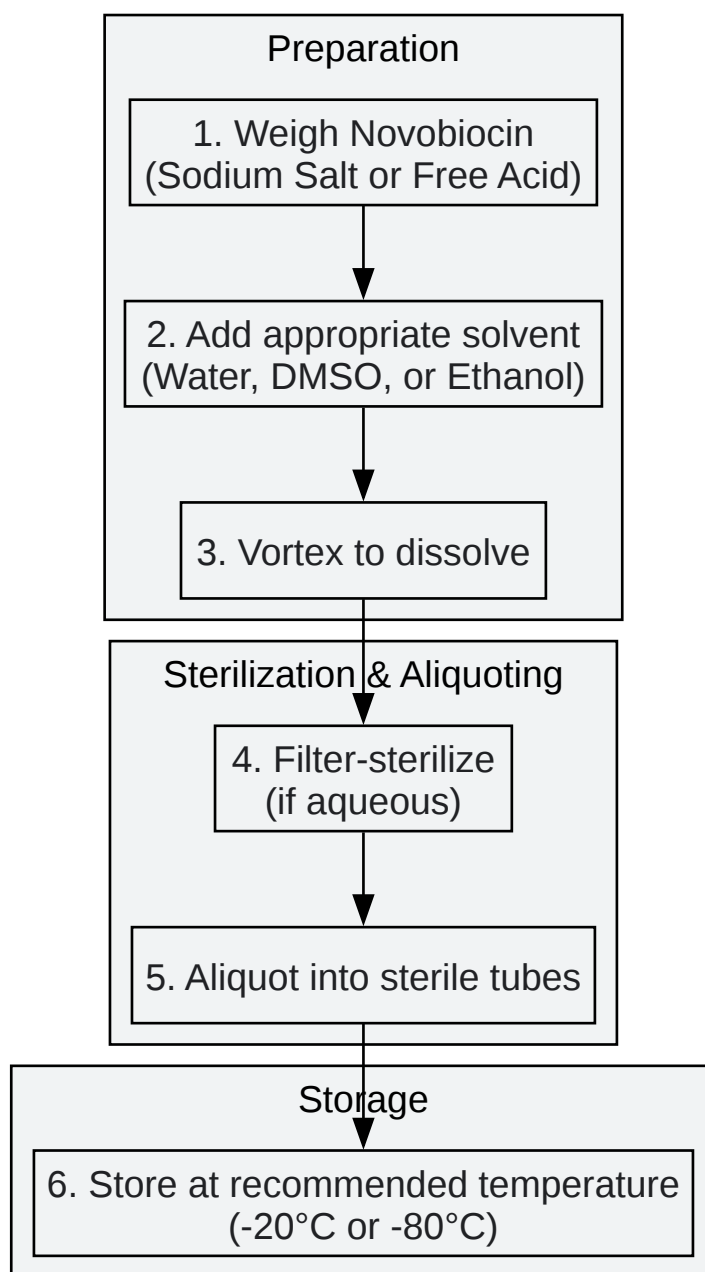 Preparation
1. Weigh Novobiocin
(Sodium Salt or Free Acid)
2. Add appropriate solvent
(Water, DMSO, or Ethanol)
3. Vortex to dissolve
Sterilization & Aliquoting
4. Filter-sterilize
(if aqueous)
5. Aliquot into sterile tubes
Storage
6. Store at recommended temperature
(-20°C or -80°C)